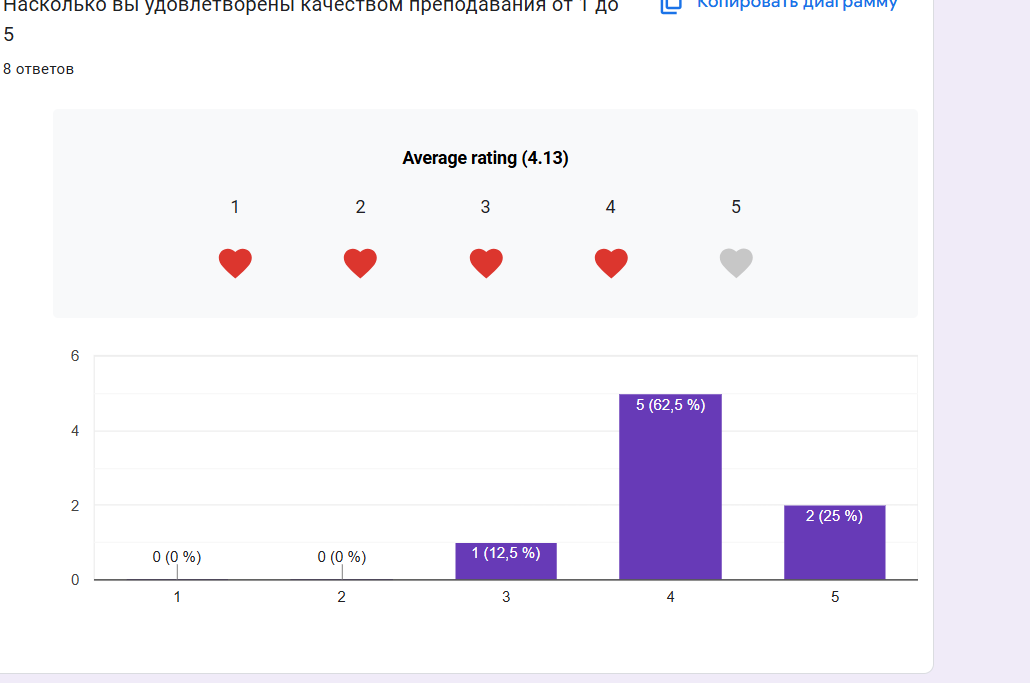 Насколько вы удовлетворены качеством преподавания от 1 до
5
Копировать диаграмму
8 ответов
Average rating (4.13)
1 2 3 4 5
6
4
2
0
0 (0 %) 0 (0 %) 1 (12,5 %) 5 (62,5 %) 2 (25 %)
1 2 3 4 5